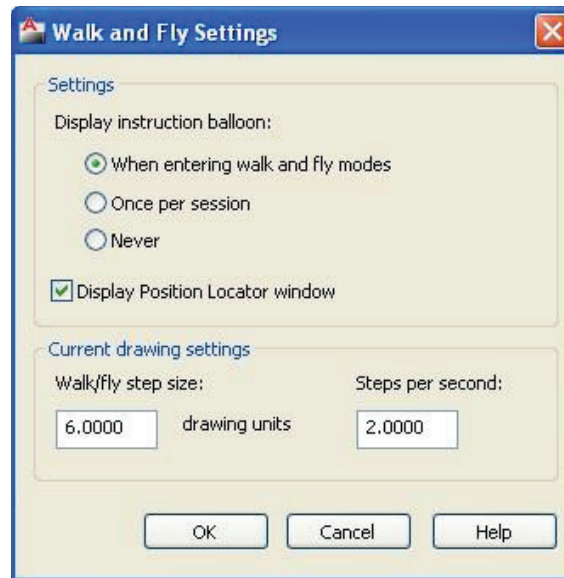 Walk and Fly Settings
Settings
Display instruction balloon:
When entering walk and fly modes
Once per session
Never
Display Position Locator window
Current drawing settings
Walk/fly step size: Steps per second:
6.0000 drawing units 2.0000
OK Cancel Help